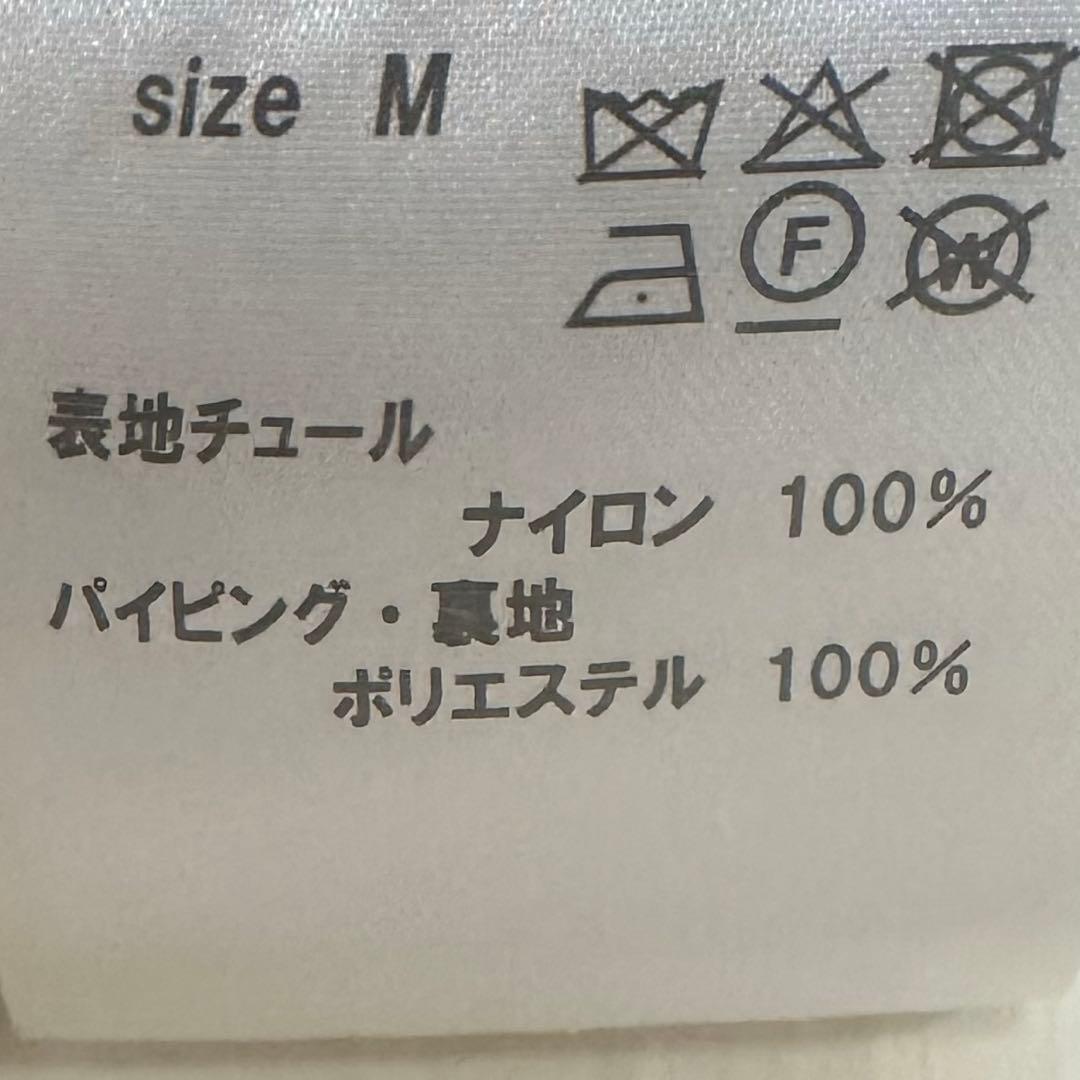 size M
F
W
表地チュール
ナイロン 100%
パイピング・裏地
ポリエステル 100%